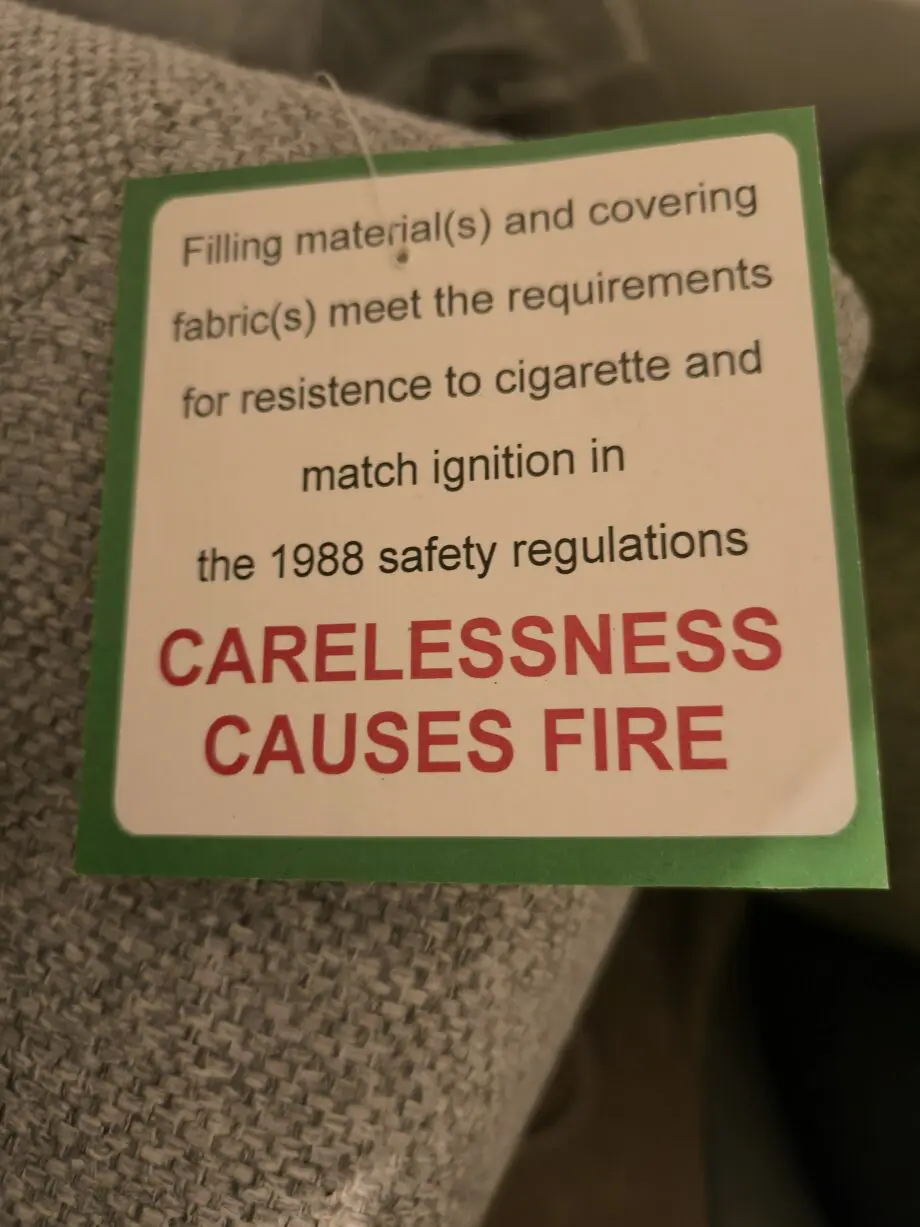 Filling material(s) and covering
fabric(s) meet the requirements
for resistence to cigarette and
match ignition in
the 1988 safety regulations
CARELESSNESS
CAUSES FIRE